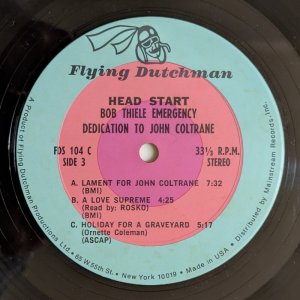 Flying Dutchman
HEAD START
BOB THIELE EMERGENCY
DEDICATION TO JOHN COLTRANE
FDS 104 C
SIDE 3
33⅓ R.P.M.
STEREO
A. LAMENT FOR JOHN COLTRANE 7:32
(BMI)
B. A LOVE SUPREME 4:25
(Read by: ROSKO)
(BMI)
C. HOLIDAY FOR A GRAVEYARD 5:17
(Ornette Coleman)
(ASCAP)
A Product of Flying Dutchman Productions Ltd. • 65 W 55th St. • New York 10019 • Made in USA • Distributed by Mainstream Records, Inc.